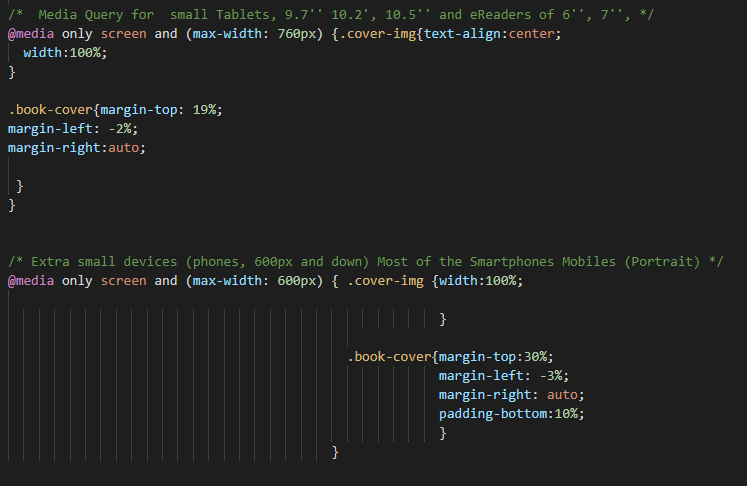 /*  Media Query for  small Tablets, 9.7'' 10.2', 10.5'' and eReaders of 6'', 7'', */
@media only screen and (max-width: 760px) {.cover-img{text-align:center;
  width:100%;
}
.book-cover{margin-top: 19%;
margin-left: -2%;
margin-right:auto;
 }
}
/* Extra small devices (phones, 600px and down) Most of the Smartphones Mobiles (Portrait) */
@media only screen and (max-width: 600px) { .cover-img {width:100%;
}
.book-cover{margin-top:30%;
margin-left: -3%;
margin-right: auto;
padding-bottom:10%;
}
}